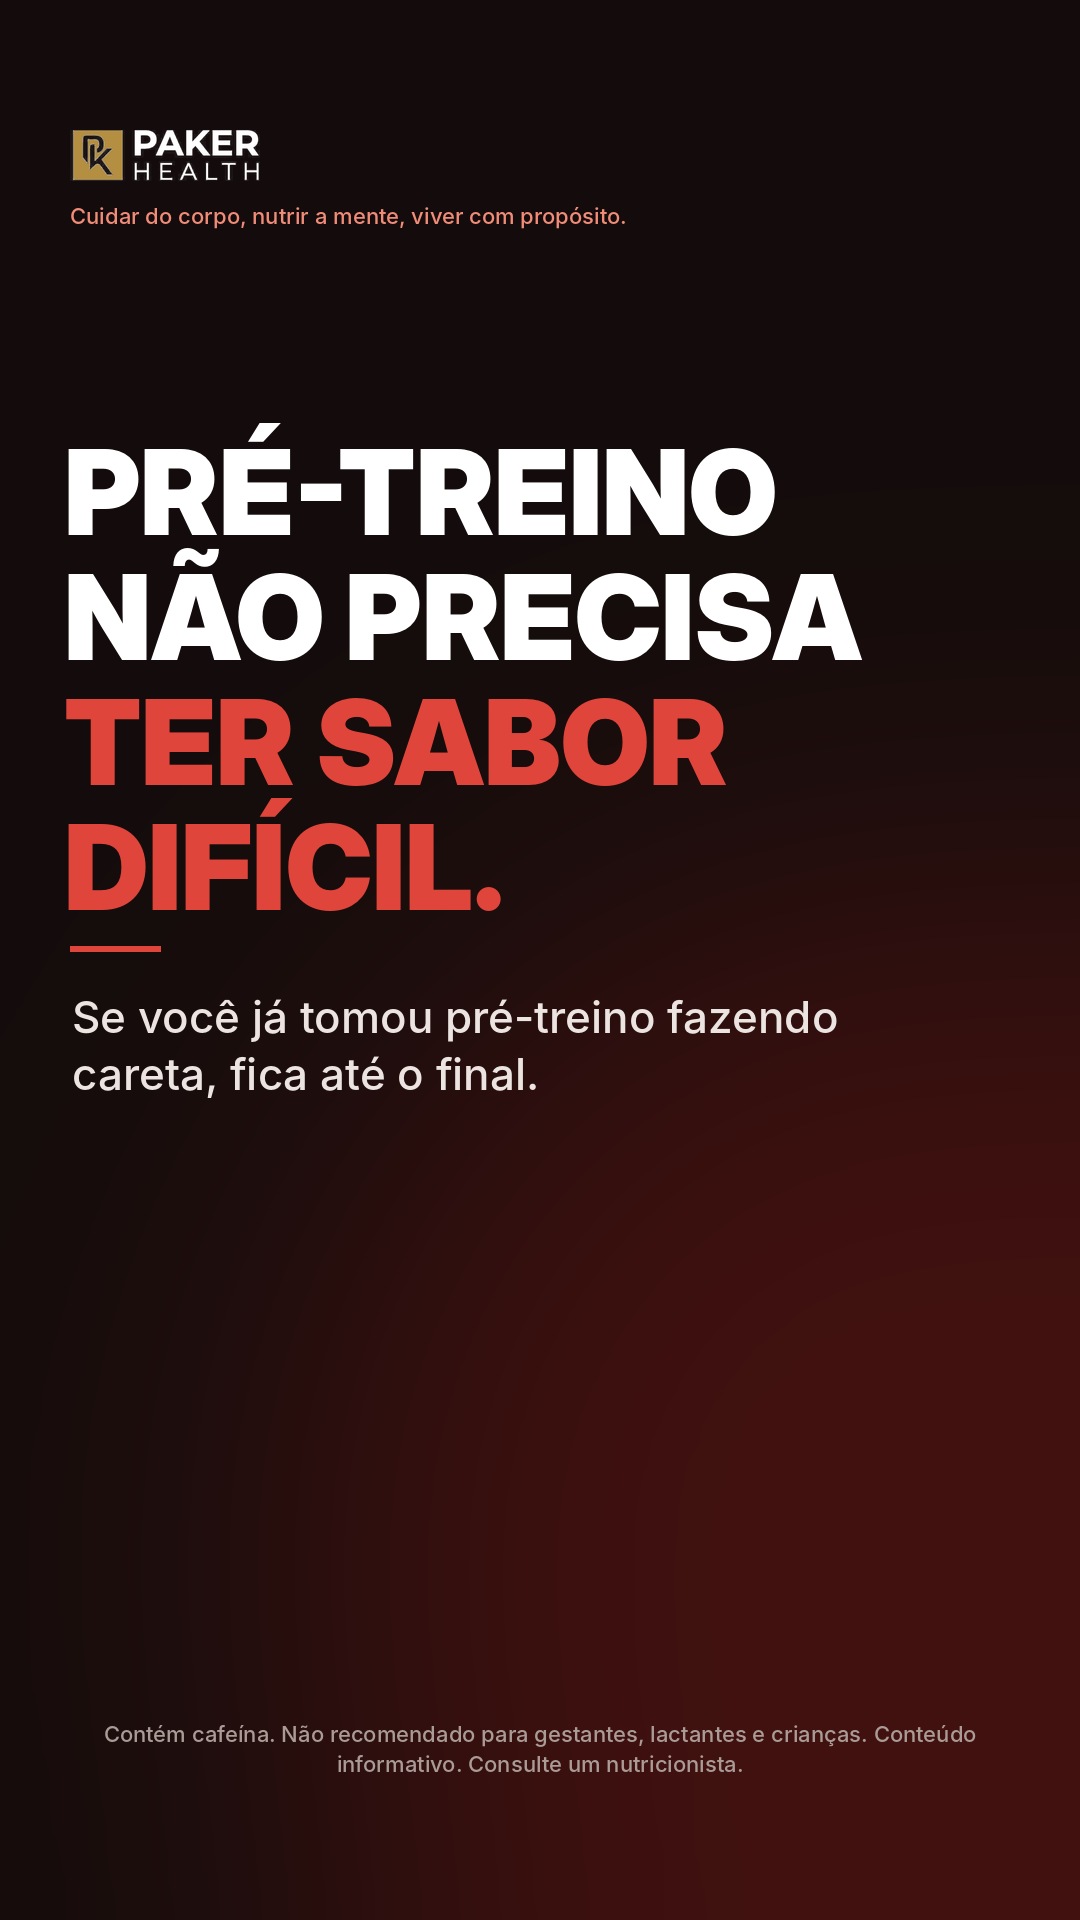 PAKER
HEALTH
Cuidar do corpo, nutrir a mente, viver com propósito.
PRÉ-TREINO
NÃO PRECISA
TER SABOR
DIFÍCIL.
Se você já tomou pré-treino fazendo
careta, fica até o final.
Contém cafeína. Não recomendado para gestantes, lactantes e crianças. Conteúdo
informativo. Consulte um nutricionista.